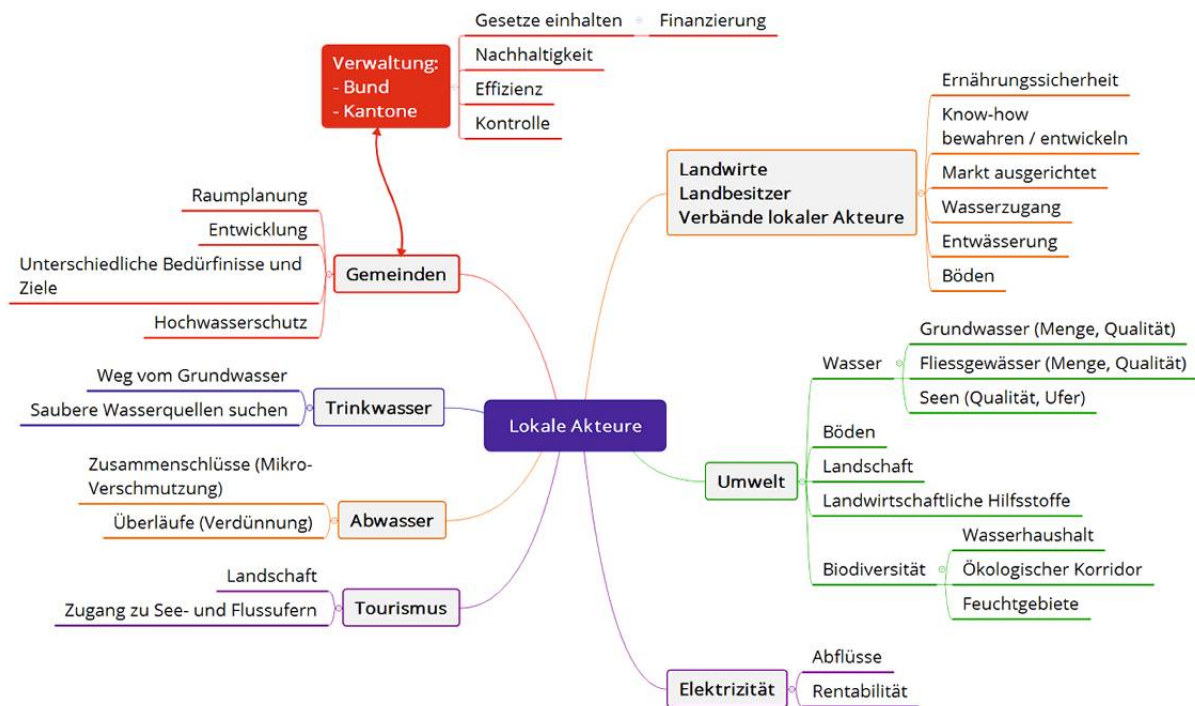 Verwaltung:
- Bund
- Kantone
Gesetze einhalten
Finanzierung
Nachhaltigkeit
Effizienz
Kontrolle
Raumplanung
Entwicklung
Unterschiedliche Bedürfinisse und
Ziele
Hochwasserschutz
Gemeinden
Weg vom Grundwasser
Saubere Wasserquellen suchen
Trinkwasser
Zusammenschlüsse (Mikro-
Verschmutzung)
Überläufe (Verdünnung)
Abwasser
Landschaft
Zugang zu See- und Flussufern
Tourismus
Lokale Akteure
Landwirte
Landbesitzer
Verbände lokaler Akteure
Ernährungssicherheit
Know-how
bewahren / entwickeln
Markt ausgerichtet
Wasserzugang
Entwässerung
Böden
Umwelt
Wasser
Grundwasser (Menge, Qualität)
Fliessgewässer (Menge, Qualität)
Seen (Qualität, Ufer)
Böden
Landschaft
Landwirtschaftliche Hilfsstoffe
Biodiversität
Wasserhaushalt
Ökologischer Korridor
Feuchtgebiete
Elektrizität
Abflüsse
Rentabilität